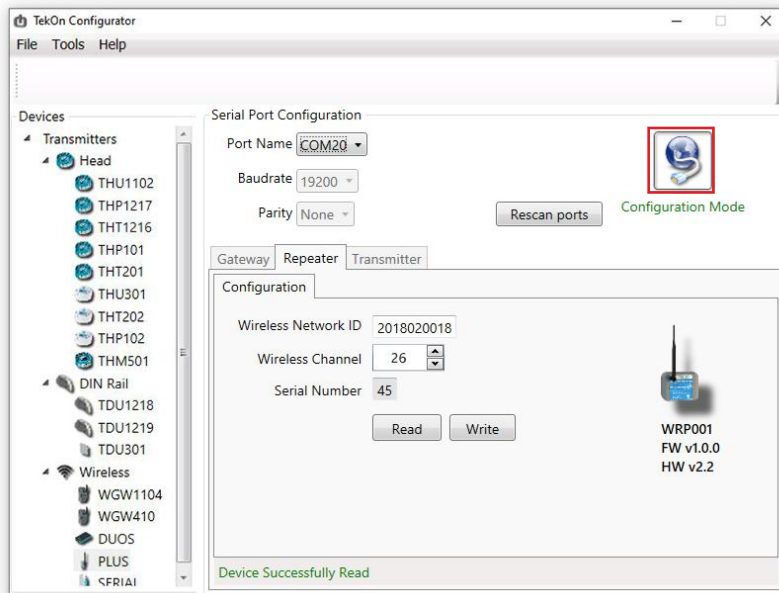 TekOn Configurator
File Tools Help
Devices
Transmitters
Head
THU1102
THP1217
THT1216
THP101
THT201
THU301
THT202
THP102
THM501
DIN Rail
TDU1218
TDU1219
TDU301
Wireless
WGW1104
WGW410
DUOS
PLUS
SERIAL
Serial Port Configuration
Port Name COM20
Baudrate 19200
Parity None
Rescan ports
Configuration Mode
Gateway Repeater Transmitter
Configuration
Wireless Network ID 2018020018
Wireless Channel 26
Serial Number 45
Read Write
WRP001
FW v1.0.0
HW v2.2
Device Successfully Read